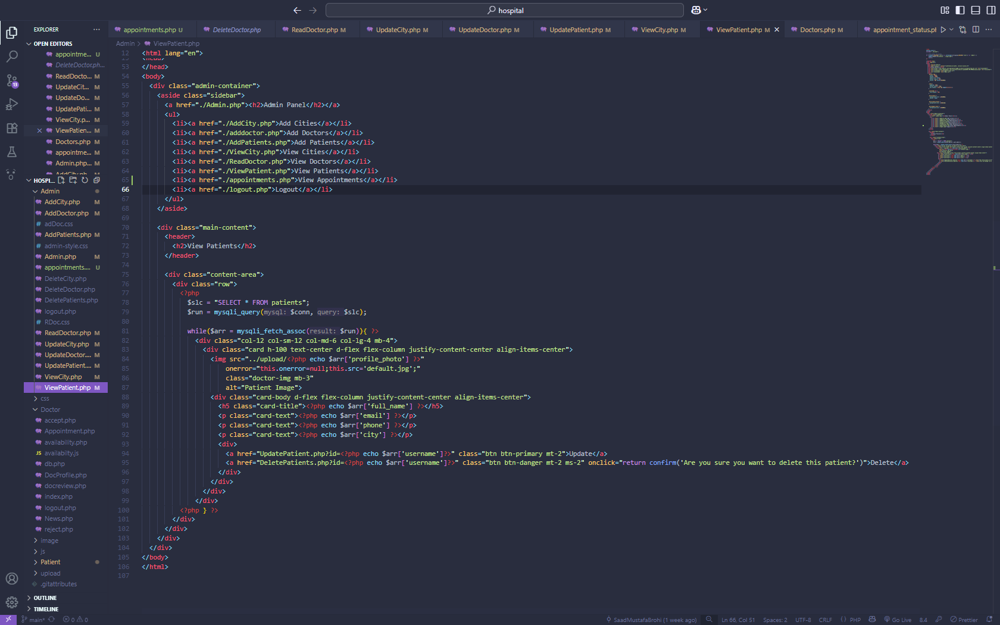 hospital
EXPLORER
OPEN EDITORS
appointme... U
DeleteDoctor.ph...
ReadDocto... M
UpdateCit... M
UpdateDo... M
UpdatePati... M
ViewCity.p... M
ViewPatien... M
Doctors.php M
appointme... M
Admin.php... M
HOSPI...
Admin
AddCity.php M
AddDoctor.php M
adDoc.css
AddPatients.php M
admin-style.css
Admin.php M
appointments.... U
DeleteCity.php
DeleteDoctor.php
DeletePatients.php
logout.php
RDoc.css
ReadDoctor.php M
UpdateCity.php M
UpdateDoctor.... M
UpdatePatient.... M
ViewCity.php M
ViewPatient.php M
css
Doctor
accept.php
Appointment.php
availability.php
JS availabilty.js
db.php
DocProfile.php
docreview.php
index.php
logout.php
News.php
reject.php
image
js
Patient
upload
.gitattributes
OUTLINE
TIMELINE
appointments.php U
DeleteDoctor.php
ReadDoctor.php M
UpdateCity.php M
UpdateDoctor.php M
UpdatePatient.php M
ViewCity.php M
ViewPatient.php M
Doctors.php M
appointment_status.pl
Admin > ViewPatient.php
12 <html lang="en">
53 </head>
54 <body>
55 <div class="admin-container">
56 <aside class="sidebar">
57 <a href="./Admin.php"><h2>Admin Panel</h2></a>
58 <ul>
59 <li><a href="./AddCity.php">Add Cities</a></li>
60 <li><a href="./adddoctor.php">Add Doctors</a></li>
61 <li><a href="./AddPatients.php">Add Patients</a></li>
62 <li><a href="./ViewCity.php">View Cities</a></li>
63 <li><a href="./ReadDoctor.php">View Doctors</a></li>
64 <li><a href="./ViewPatient.php">View Patients</a></li>
65 <li><a href="./appointments.php">View Appointments</a></li>
66 <li><a href="./logout.php">Logout</a></li>
67 </ul>
68 </aside>
69
70 <div class="main-content">
71 <header>
72 <h2>View Patients</h2>
73 </header>
74
75 <div class="content-area">
76 <div class="row">
77 <?php
78 $slc = "SELECT * FROM patients";
79 $run = mysqli_query(mysql: $conn, query: $slc);
80
81 while($arr = mysqli_fetch_assoc(result: $run)){ ?>
82 <div class="col-12 col-sm-12 col-md-6 col-lg-4 mb-4">
83 <div class="card h-100 text-center d-flex flex-column justify-content-center align-items-center">
84 <img src="../upload/<?php echo $arr['profile_photo'] ?>"
85 onerror="this.onerror=null;this.src='default.jpg';"
86 class="doctor-img mb-3"
87 alt="Patient Image">
88 <div class="card-body d-flex flex-column justify-content-center align-items-center">
89 <h5 class="card-title"><?php echo $arr['full_name'] ?></h5>
90 <p class="card-text"><?php echo $arr['email'] ?></p>
91 <p class="card-text"><?php echo $arr['phone'] ?></p>
92 <p class="card-text"><?php echo $arr['city'] ?></p>
93 <div>
94 <a href="UpdatePatient.php?id=<?php echo $arr['username']?>" class="btn btn-primary mt-2">Update</a>
95 <a href="DeletePatients.php?id=<?php echo $arr['username']?>" class="btn btn-danger mt-2 ms-2" onclick="return confirm('Are you sure you want to delete this patient?')">Delete</a>
96 </div>
97 </div>
98 </div>
99 </div>
100 <?php } ?>
101 </div>
102 </div>
103 </div>
104 </div>
105 </body>
106 </html>
107
13
main*
0 0
SaadMustafaBrohi (1 week ago)
Ln 66, Col 51
Spaces: 2
UTF-8
CRLF
PHP
Go Live
8.4
Prettier